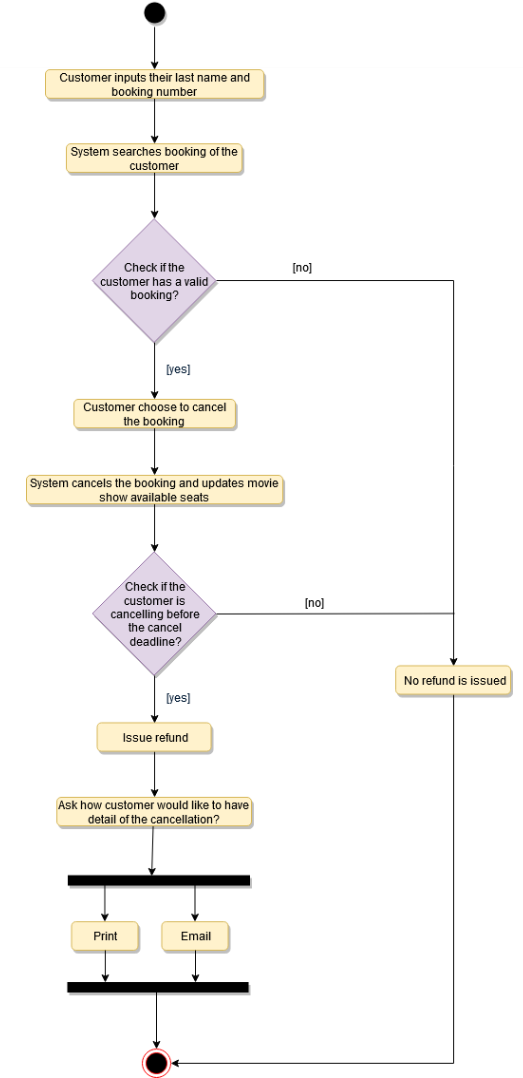 Customer inputs their last name and
booking number
System searches booking of the
customer
Check if the
customer has a valid
booking?
[no]
[yes]
Customer choose to cancel
the booking
System cancels the booking and updates movie
show available seats
Check if the
customer is
cancelling before
the cancel
deadline?
[no]
No refund is issued
[yes]
Issue refund
Ask how customer would like to have
detail of the cancellation?
Print
Email